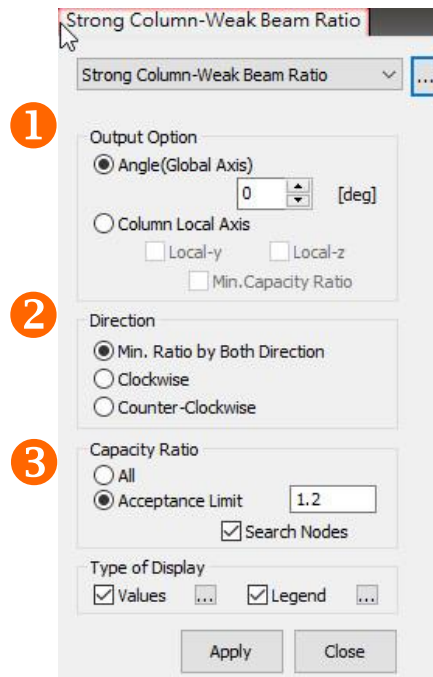 Strong Column-Weak Beam Ratio
Strong Column-Weak Beam Ratio ...
1
Output Option
Angle(Global Axis)
0 [deg]
Column Local Axis
Local-y Local-z
Min.Capacity Ratio
2
Direction
Min. Ratio by Both Direction
Clockwise
Counter-Clockwise
3
Capacity Ratio
All
Acceptance Limit 1.2
Search Nodes
Type of Display
Values ... Legend ...
Apply Close